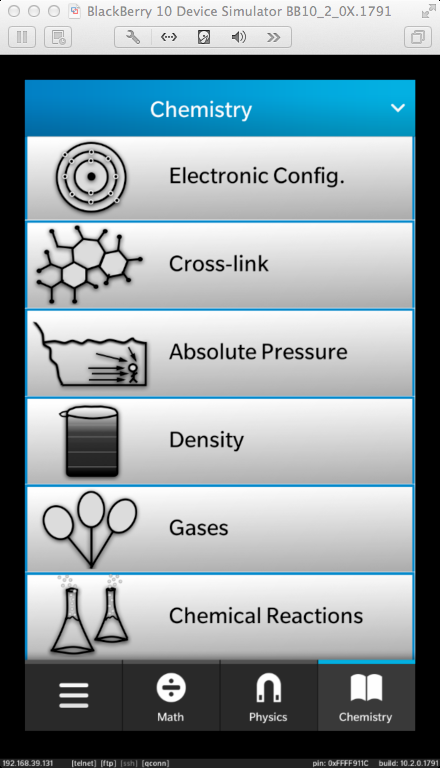 BlackBerry 10 Device Simulator BB10_2_0X.1791
Chemistry
Electronic Config.
Cross-link
Absolute Pressure
Density
Gases
Chemical Reactions
Math
Physics
Chemistry
192.168.39.131 [telnet] [ftp] [ssh] [qconn] pin: 0xFFFF911C build: 10.2.0.1791